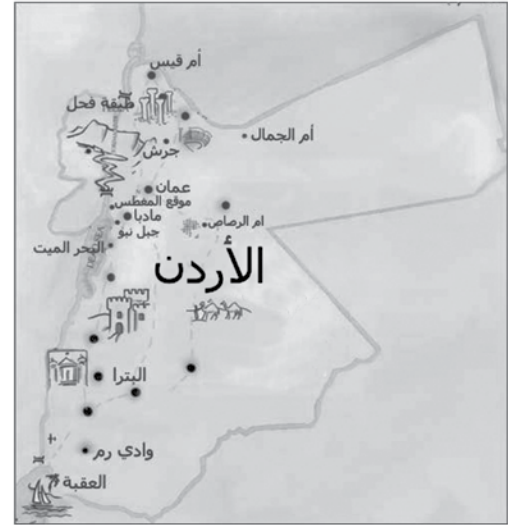 أم قيس
طبقة فحل
أم الجمال
جرش
عمان
موقع المغطس
مادبا
ام الرصاص
جبل نبو
البحر الميت
الأردن
البترا
وادي رم
العقبة